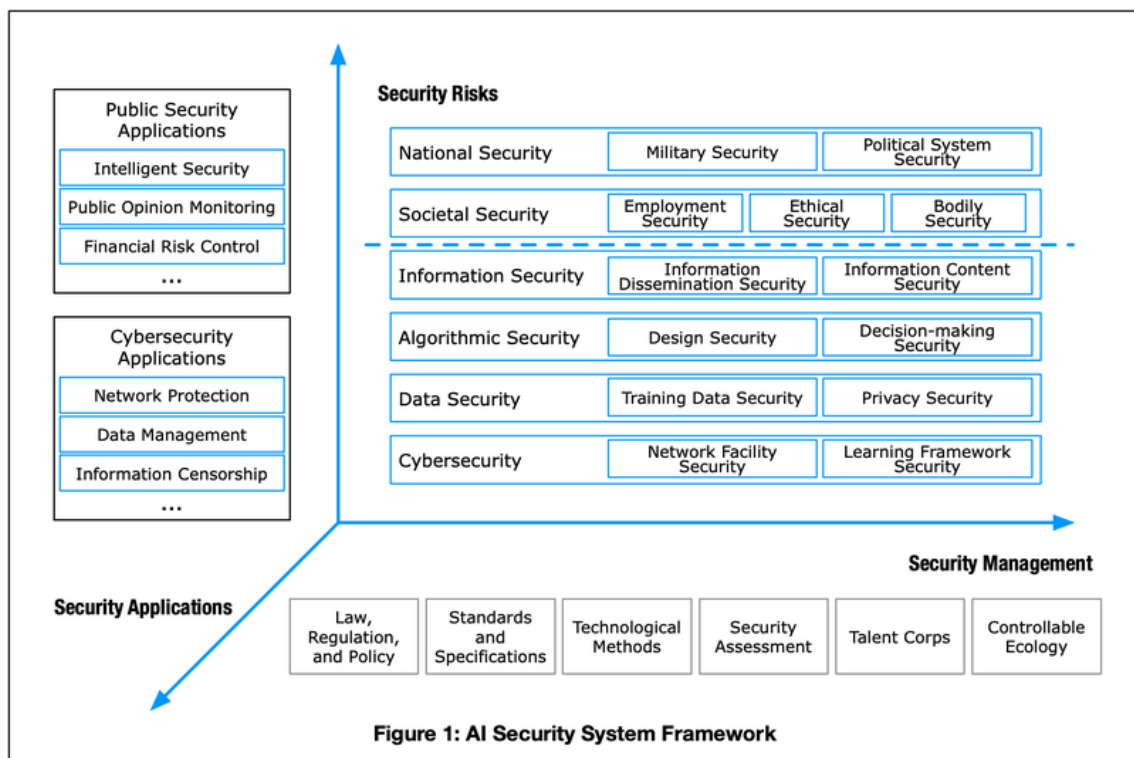 Security Risks
Public Security
Applications
Intelligent Security
Public Opinion Monitoring
Financial Risk Control
...
Cybersecurity
Applications
Network Protection
Data Management
Information Censorship
...
National Security
Military Security
Political System
Security
Societal Security
Employment
Security
Ethical
Security
Bodily
Security
Information Security
Information
Dissemination Security
Information Content
Security
Algorithmic Security
Design Security
Decision-making
Security
Data Security
Training Data Security
Privacy Security
Cybersecurity
Network Facility
Security
Learning Framework
Security
Security Management
Security Applications
Law,
Regulation,
and Policy
Standards
and
Specifications
Technological
Methods
Security
Assessment
Talent Corps
Controllable
Ecology
Figure 1: AI Security System Framework